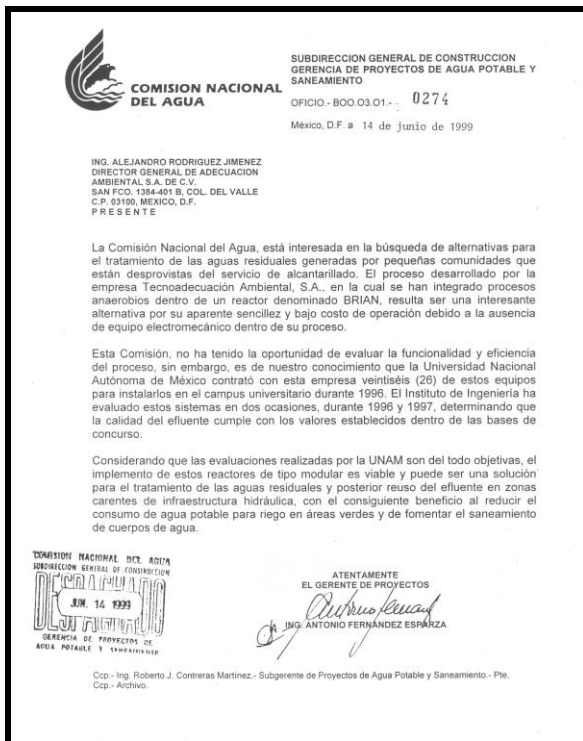 COMISION NACIONAL
DEL AGUA
SUBDIRECCION GENERAL DE CONSTRUCCION
GERENCIA DE PROYECTOS DE AGUA POTABLE Y
SANEAMIENTO
OFICIO.- BOO.O3.O1.- . 0274
México, D.F. a 14 de junio de 1999
ING. ALEJANDRO RODRIGUEZ JIMENEZ
DIRECTOR GENERAL DE ADECUACION
AMBIENTAL S.A. DE C.V.
SAN FCO. 1384-401 B, COL. DEL VALLE
C.P. 03100, MEXICO, D.F.
P R E S E N T E
La Comisión Nacional del Agua, está interesada en la búsqueda de alternativas para
el tratamiento de las aguas residuales generadas por pequeñas comunidades que
están desprovistas del servicio de alcantarillado. El proceso desarrollado por la
empresa Tecnoadecuación Ambiental, S.A., en la cual se han integrado procesos
anaerobios dentro de un reactor denominado BRIAN, resulta ser una interesante
alternativa por su aparente sencillez y bajo costo de operación debido a la ausencia
de equipo electromecánico dentro de su proceso.
Esta Comisión, no ha tenido la oportunidad de evaluar la funcionalidad y eficiencia
del proceso, sin embargo, es de nuestro conocimiento que la Universidad Nacional
Autónoma de México contrató con esta empresa veintiséis (26) de estos equipos
para instalarlos en el campus universitario durante 1996. El Instituto de Ingeniería ha
evaluado estos sistemas en dos ocasiones, durante 1996 y 1997, determinando que
la calidad del efluente cumple con los valores establecidos dentro de las bases de
concurso.
Considerando que las evaluaciones realizadas por la UNAM son del todo objetivas, el
implemento de estos reactores de tipo modular es viable y puede ser una solución
para el tratamiento de las aguas residuales y posterior reuso del efluente en zonas
carentes de infraestructura hidráulica, con el consiguiente beneficio al reducir el
consumo de agua potable para riego en áreas verdes y de fomentar el saneamiento
de cuerpos de agua.
COMISION NACIONAL DEL AGUA
SUBDIRECCION GENERAL DE CONSTRUCCION
DESPACHADO
JUN. 14 1999
GERENCIA DE PROYECTOS DE
AGUA POTABLE Y SANEAMIENTO
ATENTAMENTE
EL GERENTE DE PROYECTOS
ING. ANTONIO FERNANDEZ ESPARZA
Ccp.- Ing. Roberto J. Contreras Martínez.- Subgerente de Proyectos de Agua Potable y Saneamiento.- Pte.
Ccp.- Archivo.